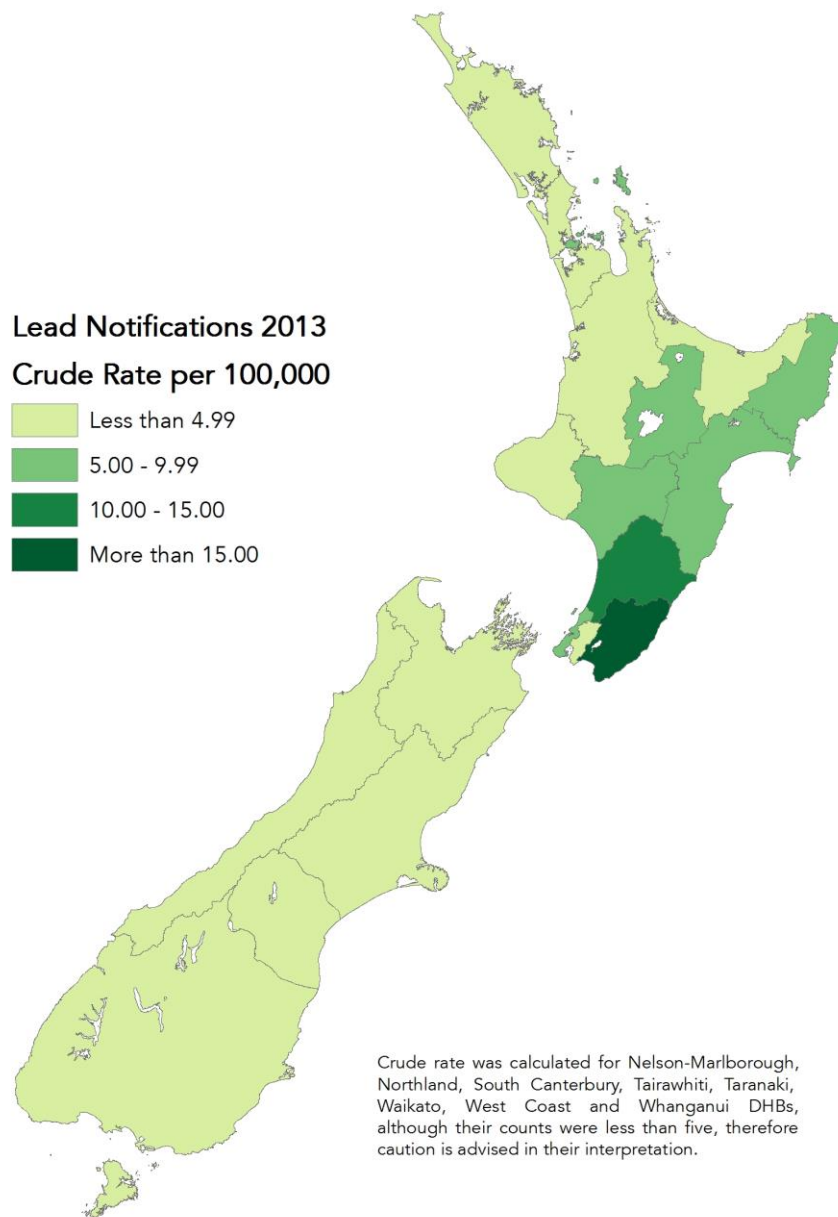 Lead Notifications 2013
Crude Rate per 100,000
Less than 4.99
5.00 - 9.99
10.00 - 15.00
More than 15.00
Crude rate was calculated for Nelson-Marlborough,
Northland, South Canterbury, Tairawhiti, Taranaki,
Waikato, West Coast and Whanganui DHBs,
although their counts were less than five, therefore
caution is advised in their interpretation.